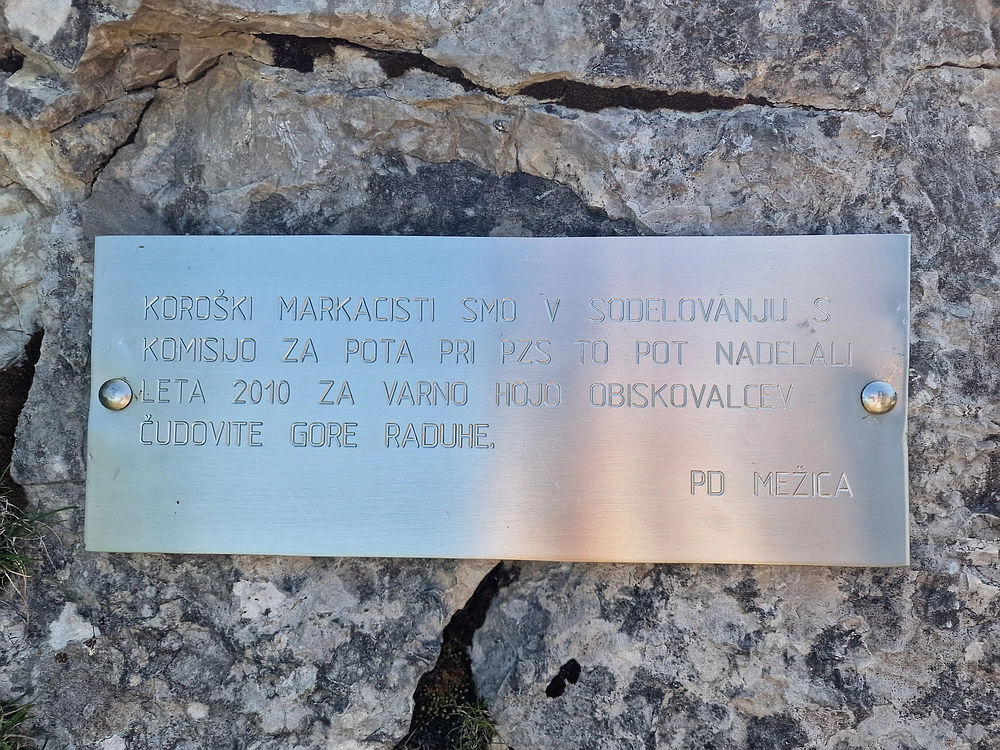 KOROŠKI MARKACISTI SMO V SODELOVANJU S
KOMISIJO ZA POTA PRI PZS TO POT NADELALI
LETA 2010 ZA VARNO HOJO OBISKOVALCEV
ČUDOVITE GORE RADUHE.
PD MEŽICA